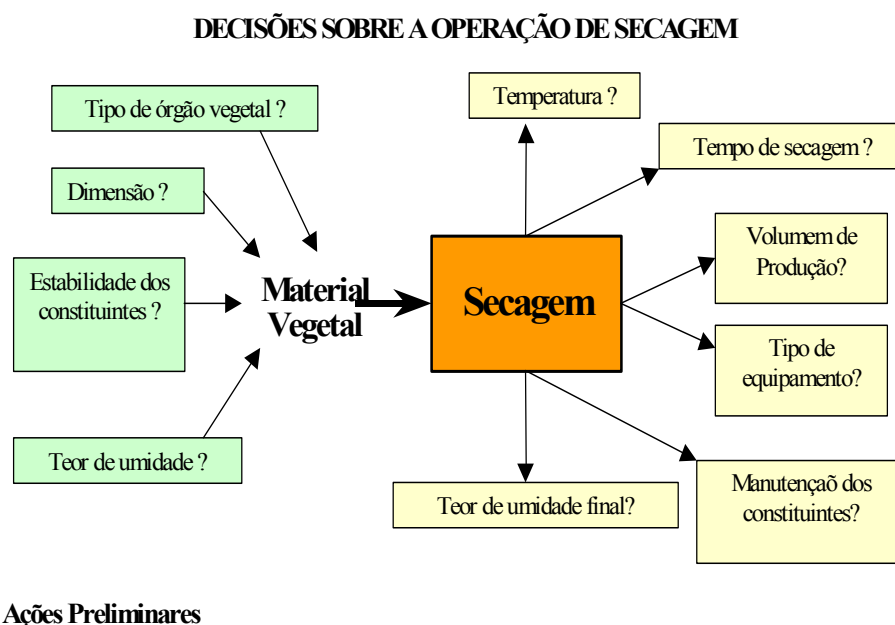 DECISÕES SOBRE A OPERAÇÃO DE SECAGEM
Tipo de órgão vegetal ?
Temperatura ?
Tempo de secagem ?
Dimensão ?
Volumem de
Produção?
Estabilidade dos
constituintes ?
Material
Vegetal
Secagem
Tipo de
equipamento?
Teor de umidade ?
Teor de umidade final?
Manutençaõ dos
constituintes?
Ações Preliminares